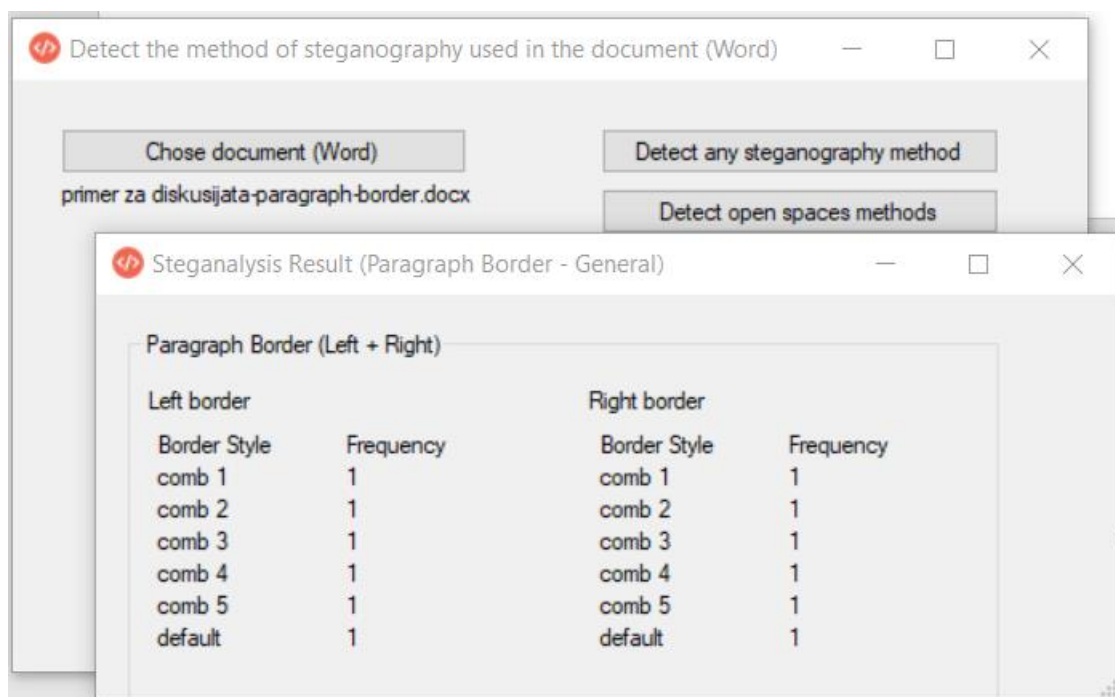 Detect the method of steganography used in the document (Word)
Chose document (Word)
Detect any steganography method
primer za diskusijata-paragraph-border.docx
Detect open spaces methods
Steganalysis Result (Paragraph Border - General)
Paragraph Border (Left + Right)
Left border Right border
Border Style Frequency Border Style Frequency
comb 1 1 comb 1 1
comb 2 1 comb 2 1
comb 3 1 comb 3 1
comb 4 1 comb 4 1
comb 5 1 comb 5 1
default 1 default 1